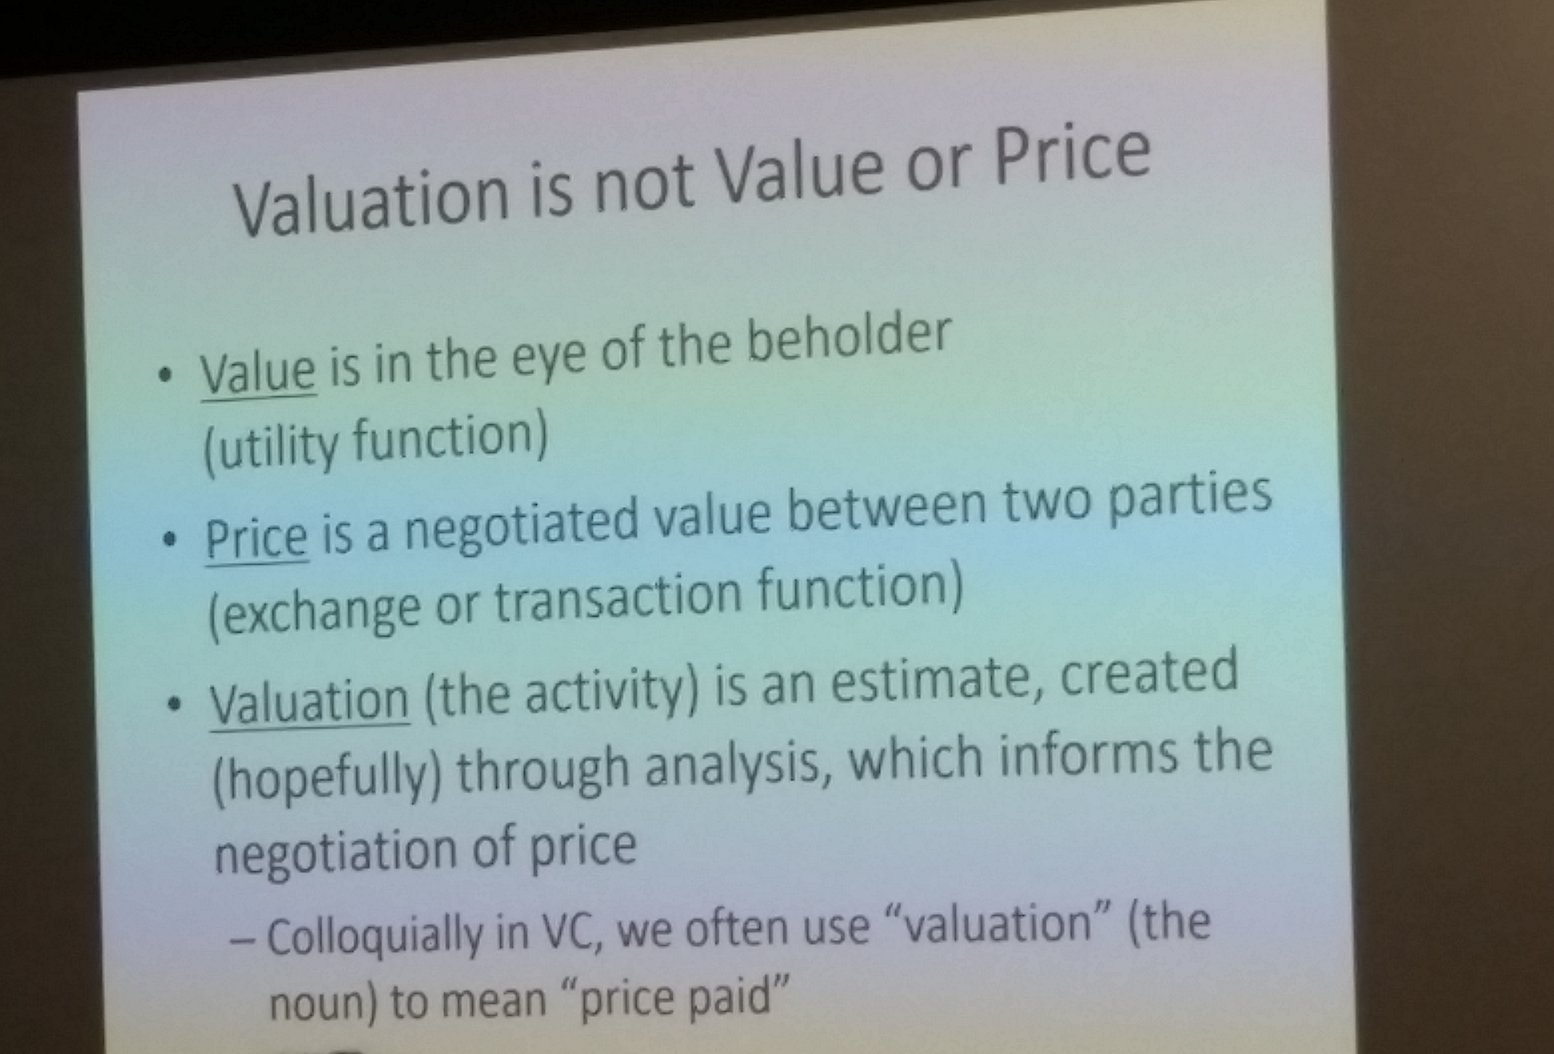 Valuation is not Value or Price
• Value is in the eye of the beholder
(utility function)
• Price is a negotiated value between two parties
(exchange or transaction function)
• Valuation (the activity) is an estimate, created
(hopefully) through analysis, which informs the
negotiation of price
– Colloquially in VC, we often use “valuation” (the
noun) to mean “price paid”